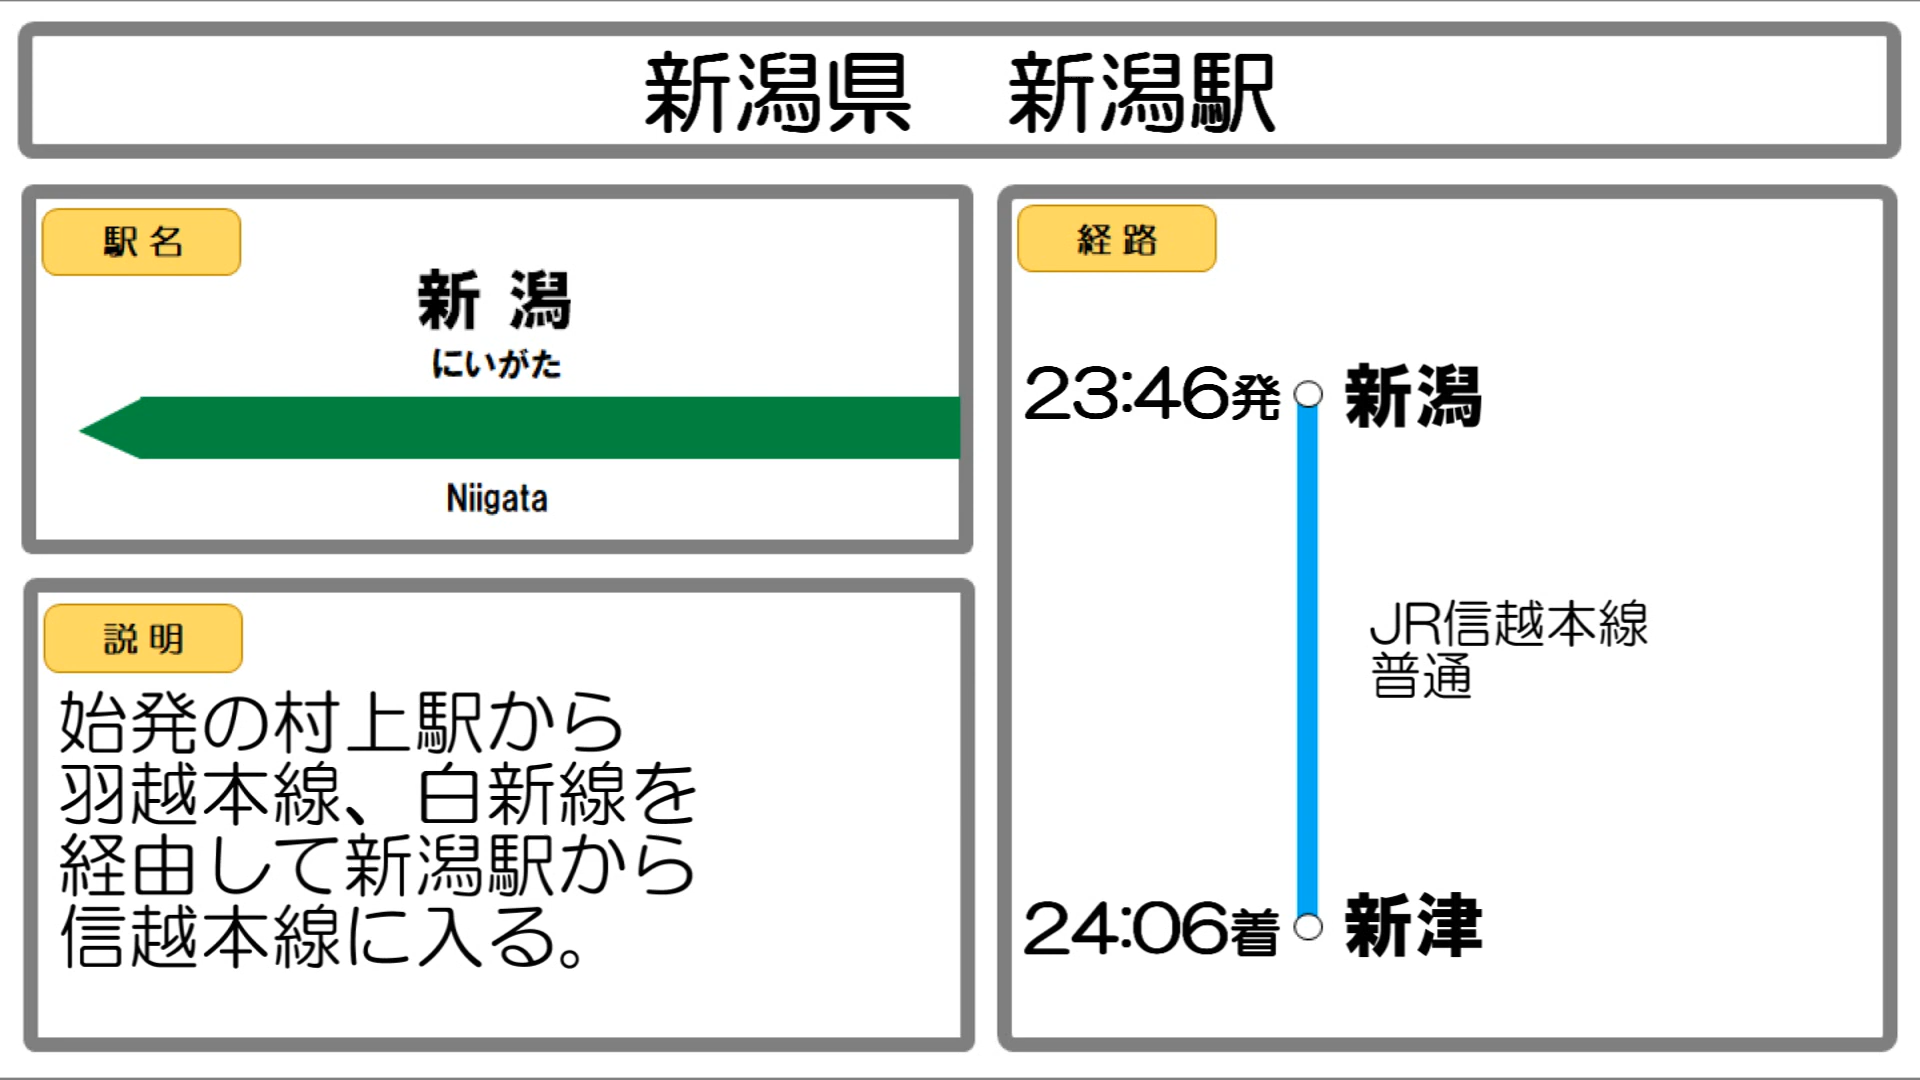 新潟県　新潟駅
駅名
新潟
にいがた
Niigata
説明
始発の村上駅から
羽越本線、白新線を
経由して新潟駅から
信越本線に入る。
経路
23:46発 新潟
JR信越本線
普通
24:06着 新津